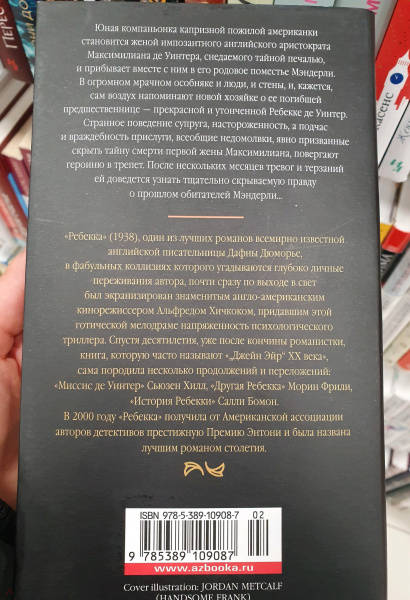 Юная компаньонка капризной пожилой американки
становится женой импозантного английского аристократа
Максимилиана де Уинтера, снедаемого тайной печалью,
и прибывает вместе с ним в его родовое поместье Мэндерли.
В огромном мрачном особняке и люди, и стены, и, кажется,
сам воздух напоминают новой хозяйке о ее погибшей
предшественнице — прекрасной и утонченной Ребекке де Уинтер.
Странное поведение супруга, настороженность, а подчас
и враждебность прислуги, всеобщие недомолвки, явно призванные
скрыть тайну смерти первой жены Максимилиана, повергают
героиню в трепет. После нескольких месяцев тревог и терзаний
ей доведется узнать тщательно скрываемую правду
о прошлом обитателей Мэндерли...
«Ребекка» (1938), один из лучших романов всемирно известной
английской писательницы Дафны Дюморье,
в фабульных коллизиях которого угадываются глубоко личные
переживания автора, почти сразу по выходе в свет
был экранизирован знаменитым англо-американским
кинорежиссером Альфредом Хичкоком, придавшим этой
готической мелодраме напряженность психологического
триллера. Спустя десятилетия, уже после кончины романистки,
книга, которую часто называют «„Джейн Эйр“ XX века»,
сама породила несколько продолжений и переложений:
«Миссис де Уинтер» Сьюзен Хилл, «Другая Ребекка» Морин Фрили,
«История Ребекки» Салли Бомон.
В 2000 году «Ребекка» получила от Американской ассоциации
авторов детективов престижную Премию Энтони и была названа
лучшим романом столетия.
ISBN 978-5-389-10908-7 02
9 785389 109087
www.azbooka.ru
Cover illustration: JORDAN METCALF
(HANDSOME FRANK)